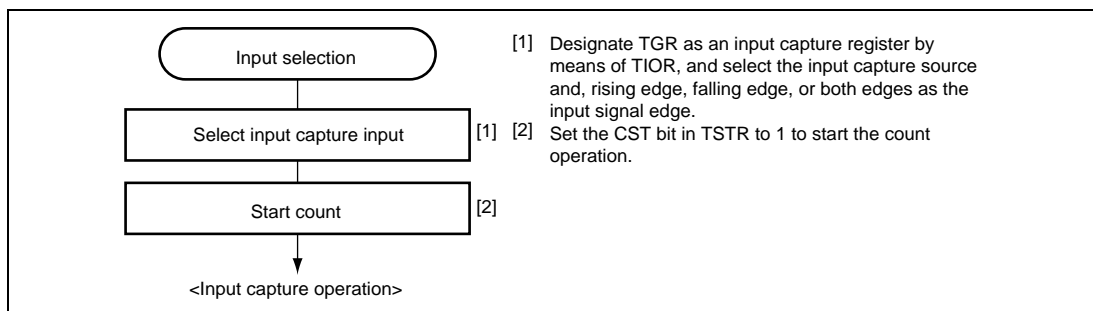 Input selection
Select input capture input
[1]
Start count
[2]
<Input capture operation>
[1] Designate TGR as an input capture register by
means of TIOR, and select the input capture source
and, rising edge, falling edge, or both edges as the
input signal edge.
[2] Set the CST bit in TSTR to 1 to start the count
operation.